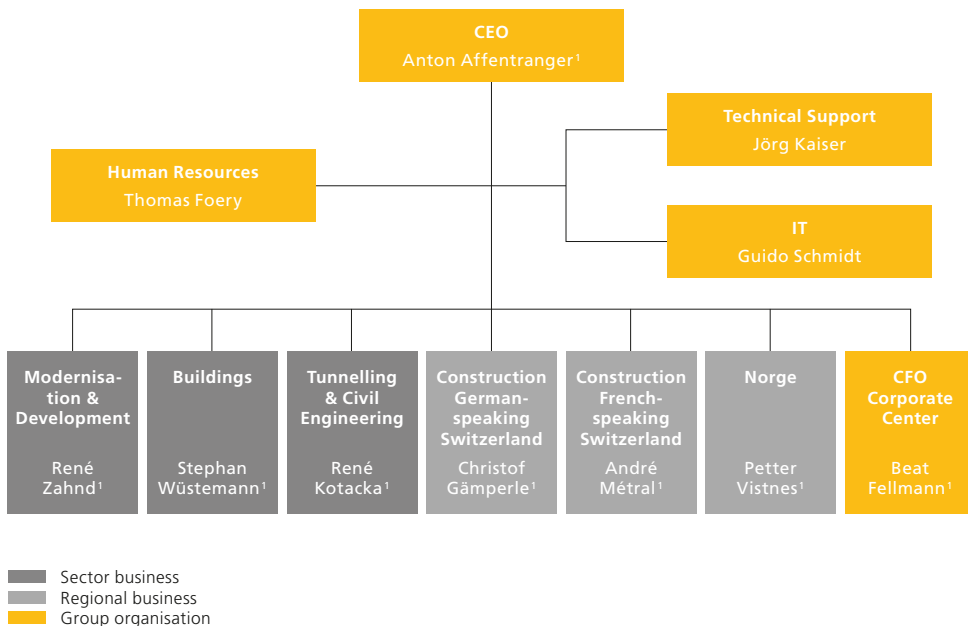 CEO
Anton Affentranger¹
Technical Support
Jörg Kaiser
Human Resources
Thomas Foery
IT
Guido Schmidt
Modernisa-
tion &
Development
René
Zahnd¹
Buildings
Stephan
Wüstemann¹
Tunnelling
& Civil
Engineering
René
Kotacka¹
Construction
German-
speaking
Switzerland
Christof
Gämperle¹
Construction
French-
speaking
Switzerland
André
Métral¹
Norge
Petter
Vistnes¹
CFO
Corporate
Center
Beat
Fellmann¹
Sector business
Regional business
Group organisation